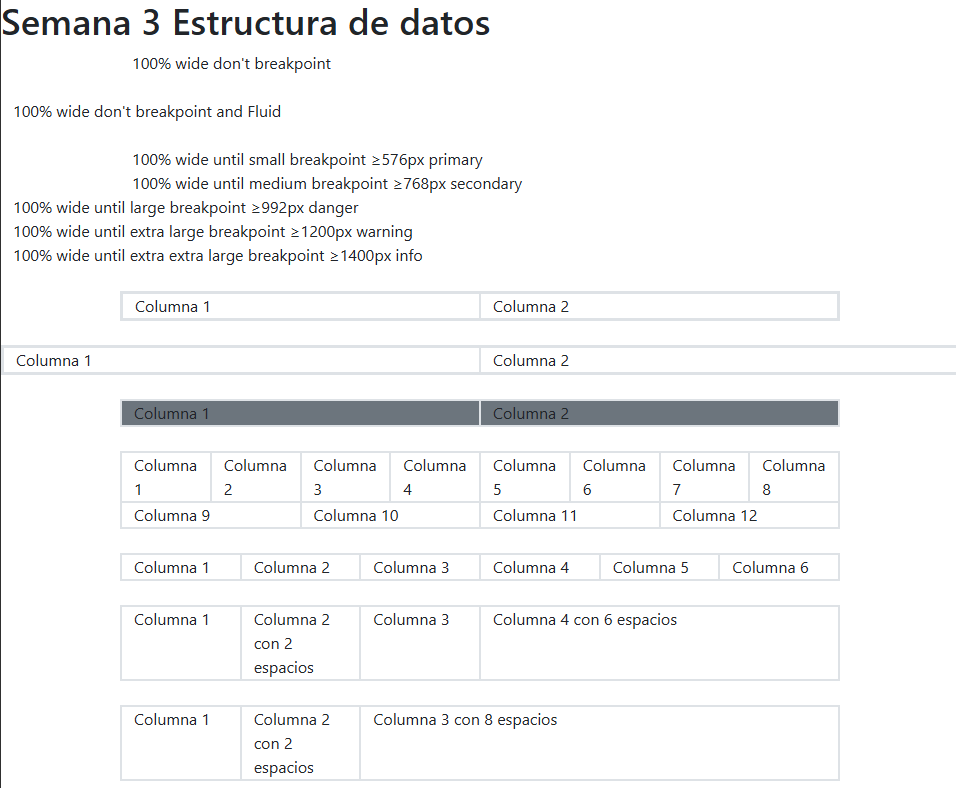 Semana 3 Estructura de datos
100% wide don't breakpoint
100% wide don't breakpoint and Fluid
100% wide until small breakpoint ≥576px primary
100% wide until medium breakpoint ≥768px secondary
100% wide until large breakpoint ≥992px danger
100% wide until extra large breakpoint ≥1200px warning
100% wide until extra extra large breakpoint ≥1400px info
Columna 1 Columna 2
Columna 1 Columna 2
Columna 1 Columna 2
Columna Columna Columna Columna Columna Columna Columna Columna
1 2 3 4 5 6 7 8
Columna 9 Columna 10 Columna 11 Columna 12
Columna 1 Columna 2 Columna 3 Columna 4 Columna 5 Columna 6
Columna 1 Columna 2 Columna 3 Columna 4 con 6 espacios
con 2
espacios
Columna 1 Columna 2 Columna 3 con 8 espacios
con 2
espacios